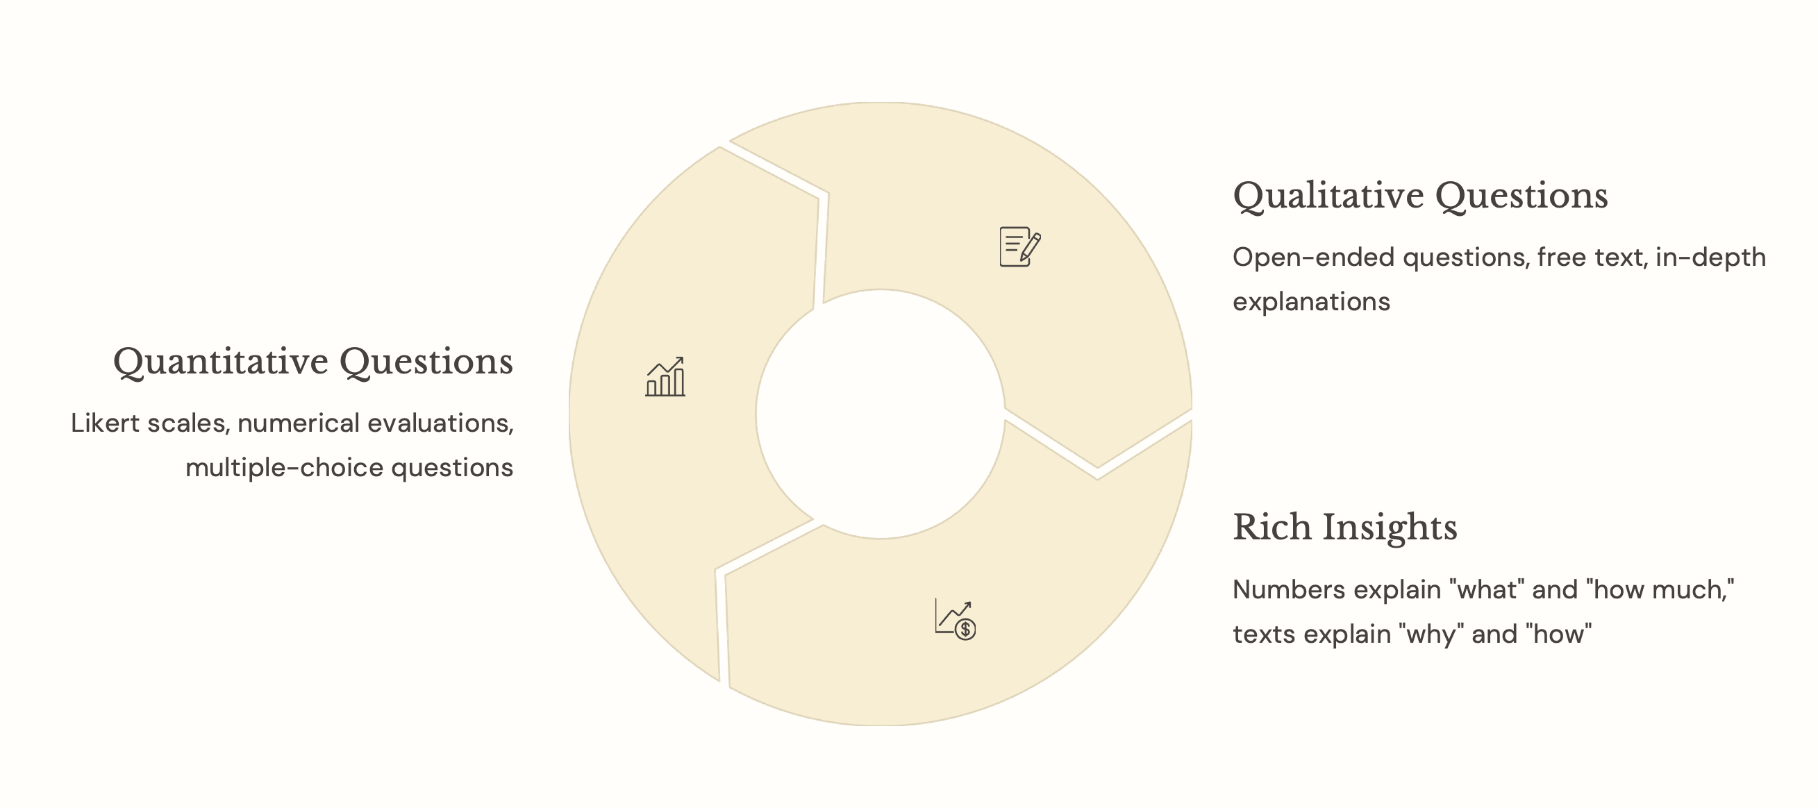 Quantitative Questions
Likert scales, numerical evaluations,
multiple-choice questions
Qualitative Questions
Open-ended questions, free text, in-depth
explanations
Rich Insights
Numbers explain "what" and "how much,"
texts explain "why" and "how"
$